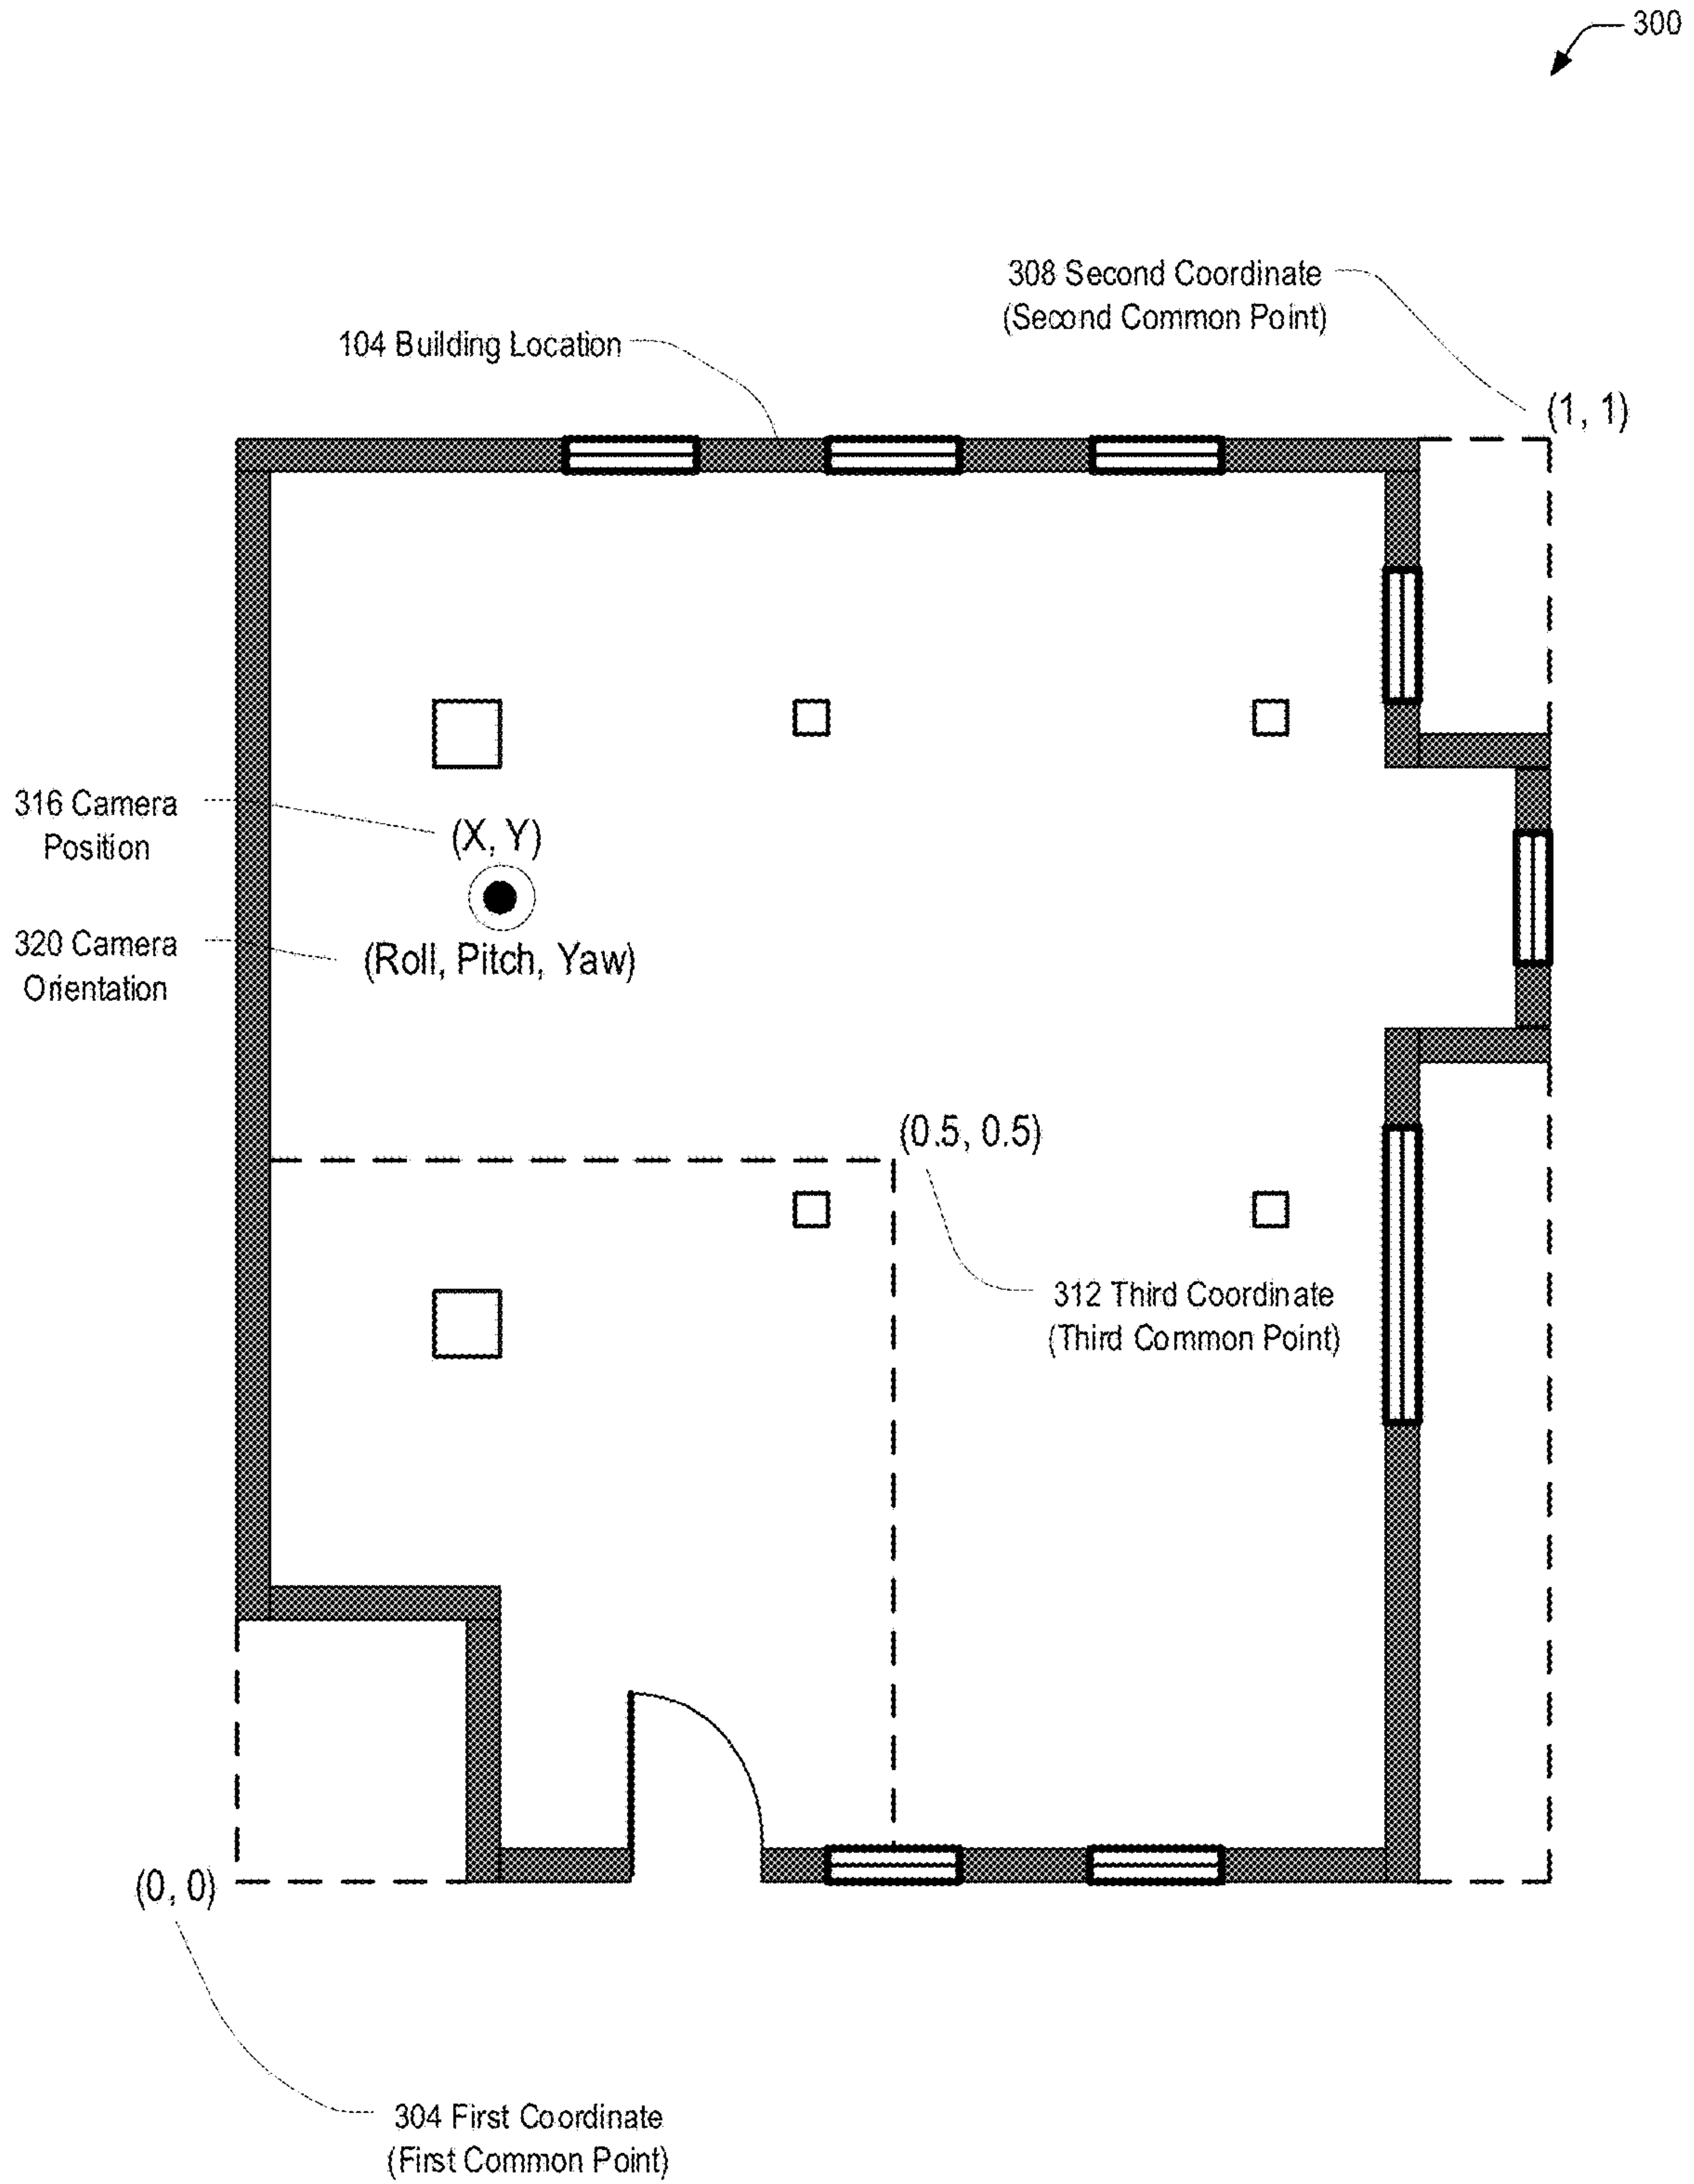 300
308 Second Coordinate
(Second Common Point)
104 Building Location
(1, 1)
316 Camera
Position
(X, Y)
320 Camera
Orientation
(Roll, Pitch, Yaw)
(0.5, 0.5)
312 Third Coordinate
(Third Common Point)
(0, 0)
304 First Coordinate
(First Common Point)